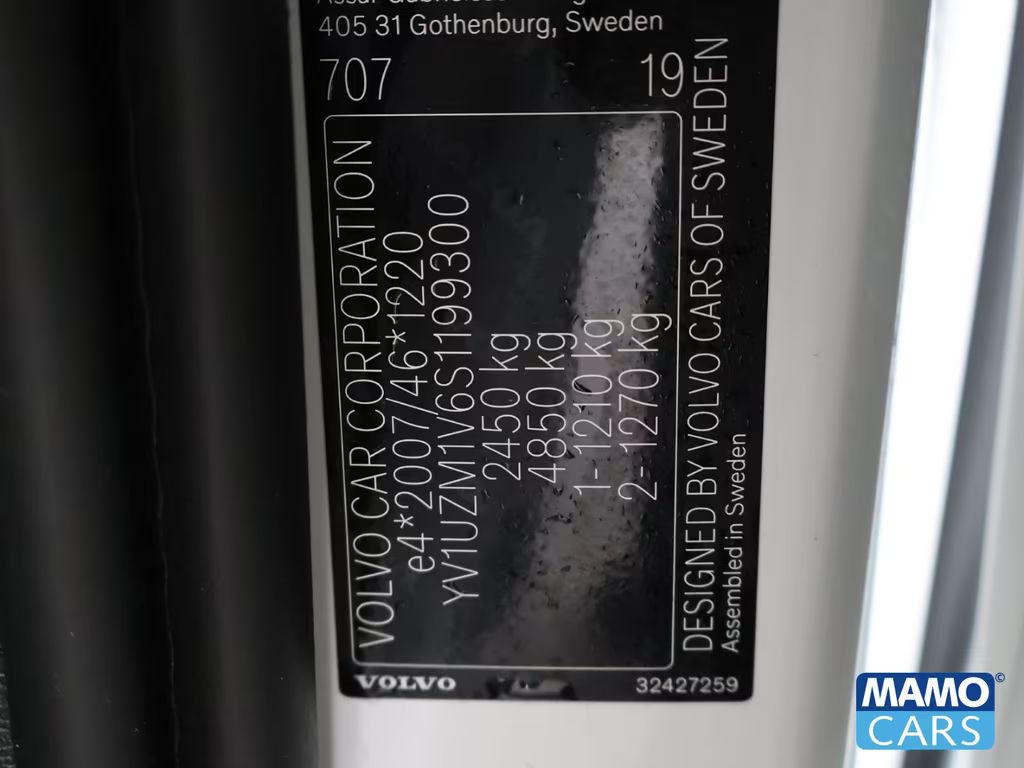 405 31 Gothenburg, Sweden
707 19
VOLVO CAR CORPORATION
e4*2007/46*1220
YV1UZM1V6S1199300
2450 kg
4850 kg
1- 1210 kg
2 - 1270 kg
DESIGNED BY VOLVO CARS OF SWEDEN
Assembled in Sweden
VOLVO 32427259
MAMO©
CARS